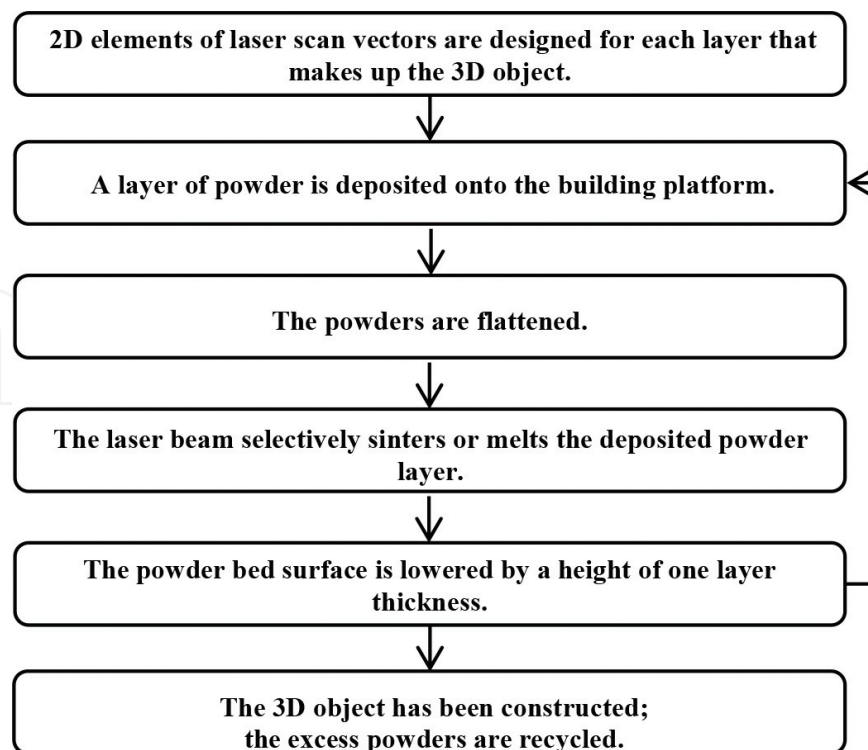 2D elements of laser scan vectors are designed for each layer that
makes up the 3D object.
A layer of powder is deposited onto the building platform.
The powders are flattened.
The laser beam selectively sinters or melts the deposited powder
layer.
The powder bed surface is lowered by a height of one layer
thickness.
The 3D object has been constructed;
the excess powders are recycled.